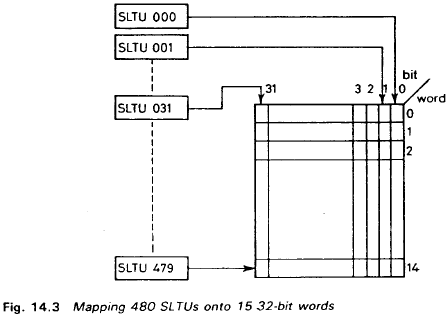 SLTU 000
SLTU 001
31 3 2 1 0 bit
word
SLTU 031
0
1
2
SLTU 479
14
Fig. 14.3 Mapping 480 SLTUs onto 15 32-bit words